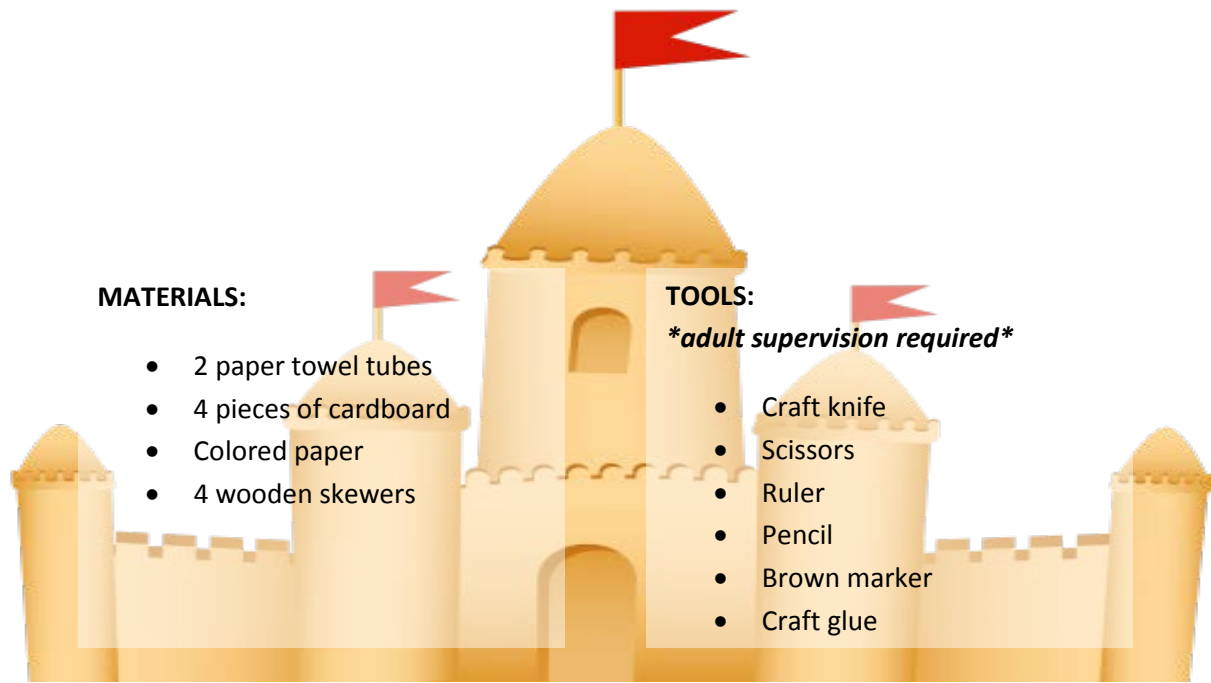 MATERIALS:
• 2 paper towel tubes
• 4 pieces of cardboard
• Colored paper
• 4 wooden skewers
TOOLS:
*adult supervision required*
• Craft knife
• Scissors
• Ruler
• Pencil
• Brown marker
• Craft glue